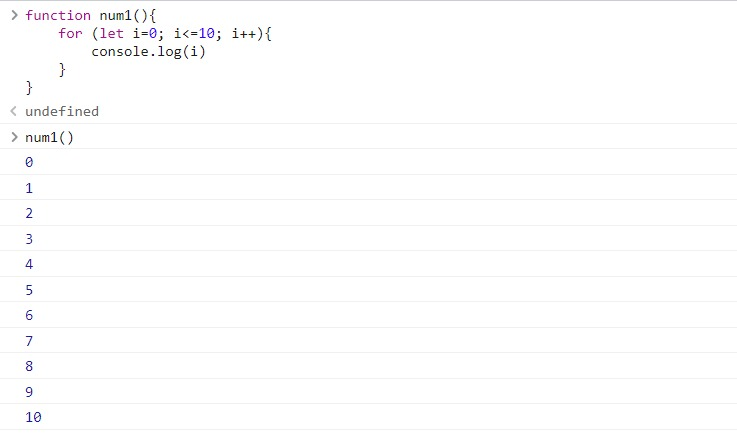 > function num1(){
    for (let i=0; i<=10; i++){
        console.log(i)
    }
}
< undefined
> num1()
0
1
2
3
4
5
6
7
8
9
10